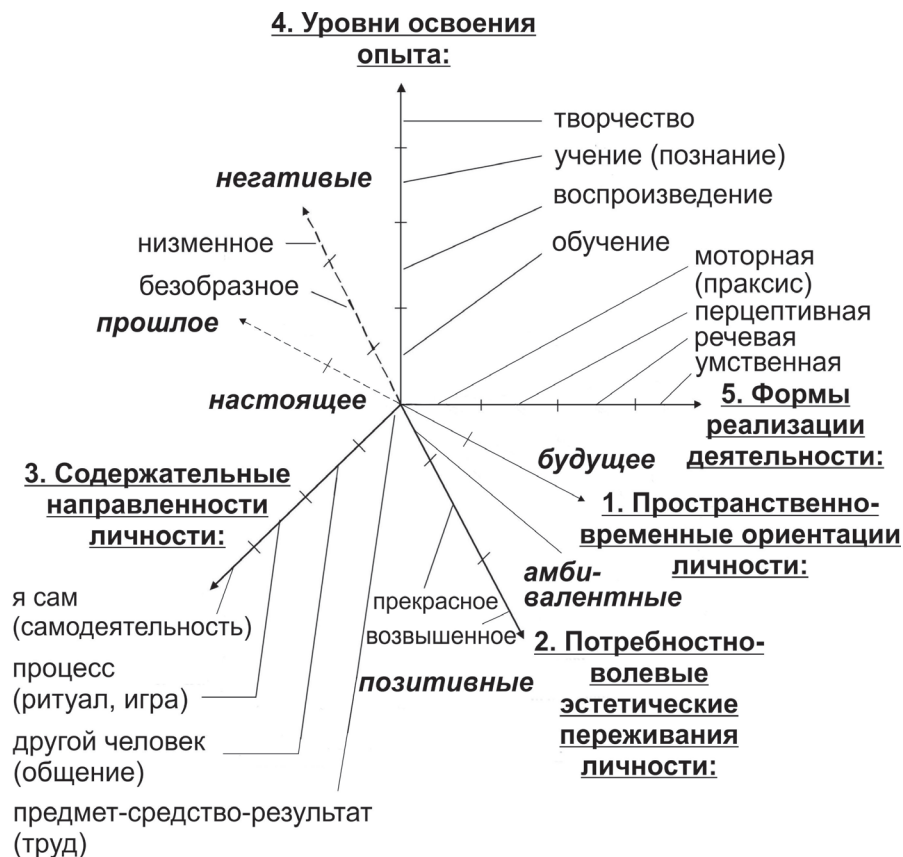 4. Уровни освоения
опыта:
творчество
учение (познание)
негативые
воспроизведение
низменное
обучение
моторная
(праксис)
безобразное
перцептивная
прошлое
речевая
умственная
настоящее
5. Формы
реализации
деятельности:
будущее
3. Содержательные
направленности
личности:
1. Пространственно-
временные ориентации
личности:
амби-
валентные
я сам
(самодеятельность)
прекрасное
возвышенное
2. Потребностно-
волевые
эстетические
переживания
личности:
процесс
(ритуал, игра)
позитивные
другой человек
(общение)
предмет-средство-результат
(труд)